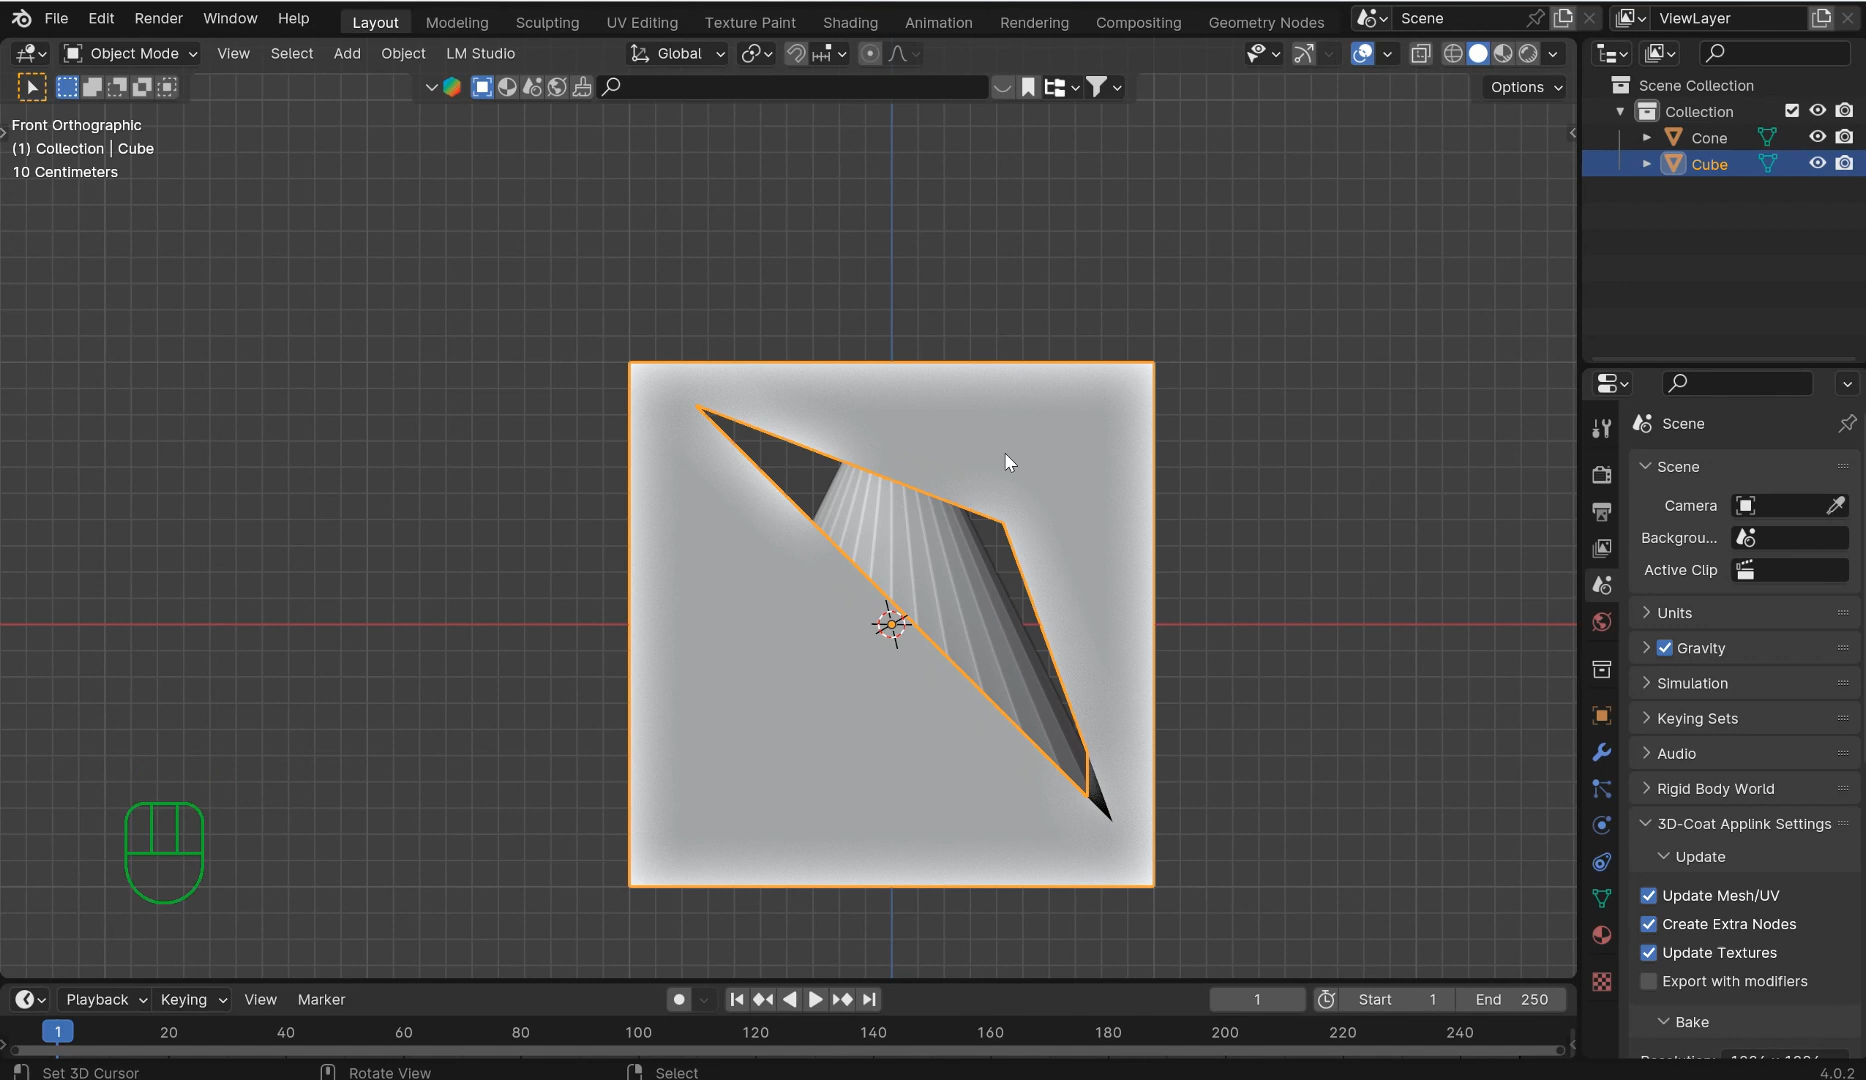 File Edit Render Window Help Layout Modeling Sculpting UV Editing Texture Paint Shading Animation Rendering Compositing Geometry Nodes Scene ViewLayer
Object Mode View Select Add Object LM Studio Global
Options
Front Orthographic
(1) Collection | Cube
10 Centimeters
Scene Collection
Collection
Cone
Cube
Scene
Scene
Camera
Backgrou...
Active Clip
Units
Gravity
Simulation
Keying Sets
Audio
Rigid Body World
3D-Coat Applink Settings
Update
Update Mesh/UV
Create Extra Nodes
Update Textures
Export with modifiers
Bake
Playback Keying View Marker 1 Start 1 End 250
1 20 40 60 80 100 120 140 160 180 200 220 240
Set 3D Cursor Rotate View Select 4.0.2